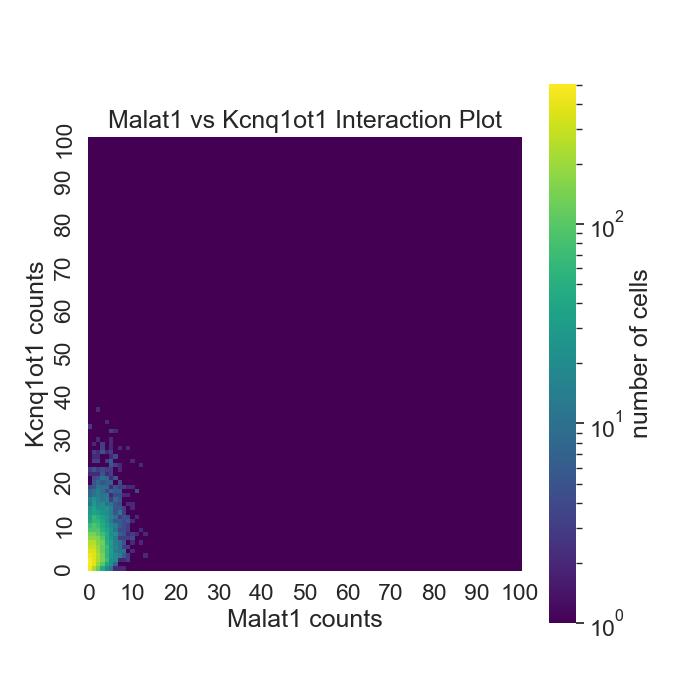 Malat1 vs Kcnq1ot1 Interaction Plot
Kcnq1ot1 counts
100
90
80
70
60
50
40
30
20
10
0
0 10 20 30 40 50 60 70 80 90 100
Malat1 counts
10²
10¹
10⁰
number of cells